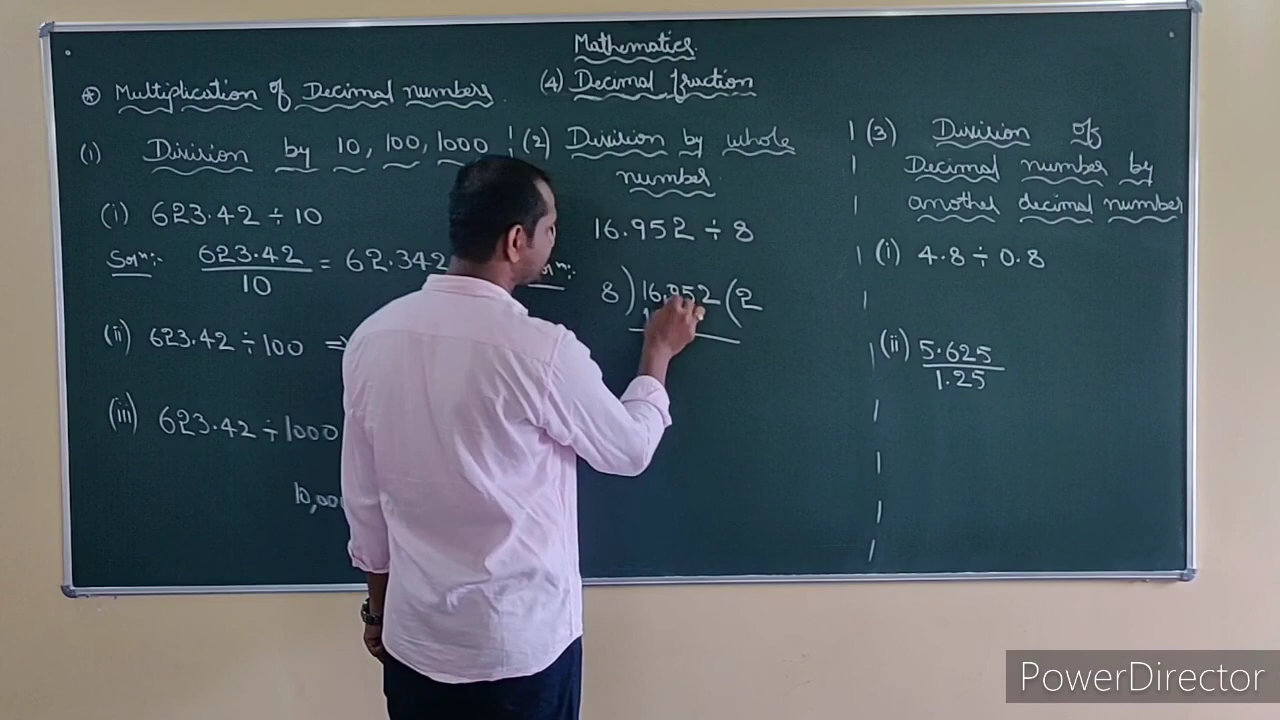 Mathematics.
(4) Decimal fraction
* Multiplication of Decimal numbers.
(1) Division by 10, 100, 1000
(i) 623.42 ÷ 10
Soln:- 623.42 / 10 = 62.342
(ii) 623.42 ÷ 100 ⇒
(iii) 623.42 ÷ 1000
10,000
(2) Division by whole
number.
16.952 ÷ 8
8 ) 16.952 ( 2
(3) Division of
Decimal number by
another decimal number
(i) 4.8 ÷ 0.8
(ii) 5.625 / 1.25
PowerDirector